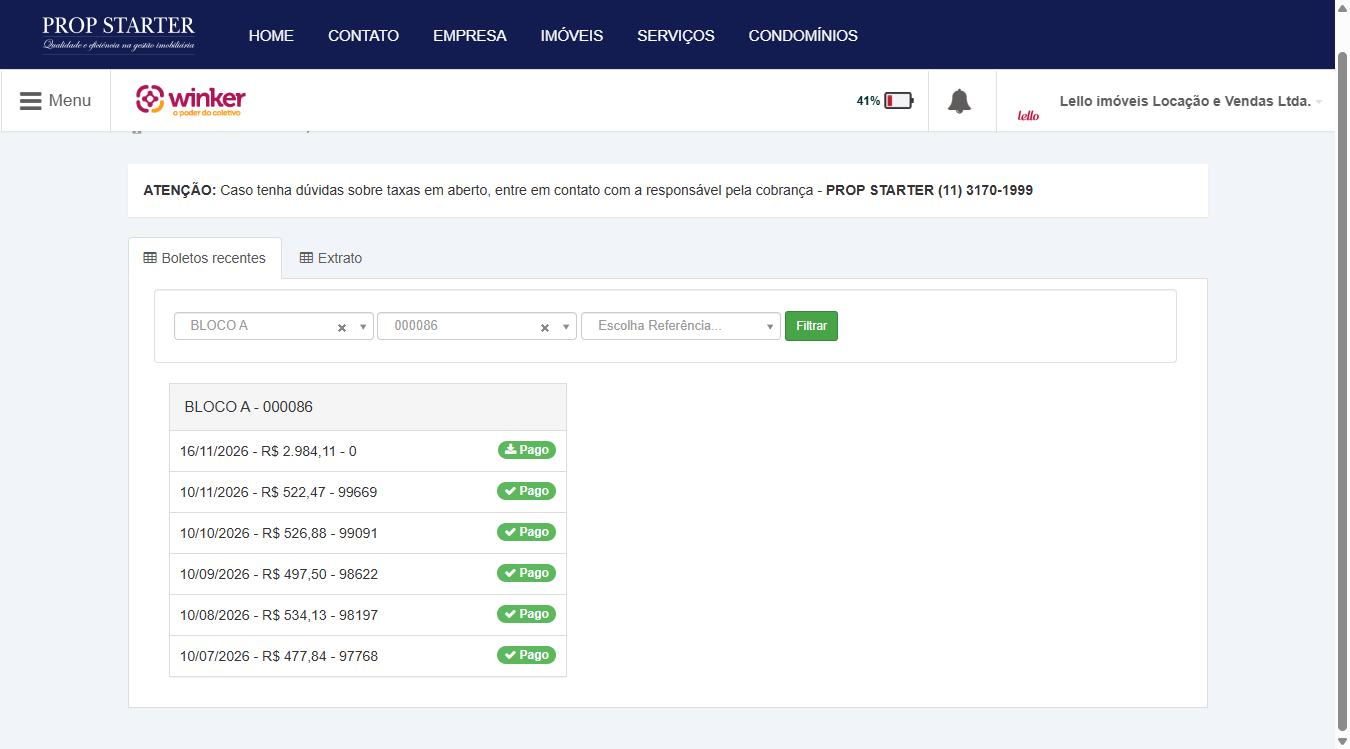 PROP STARTER
Qualidade e eficiência na gestão imobiliária
HOME CONTATO EMPRESA IMÓVEIS SERVIÇOS CONDOMÍNIOS
Menu
winker
o poder do coletivo
41%
lello
Lello imóveis Locação e Vendas Ltda.
ATENÇÃO: Caso tenha dúvidas sobre taxas em aberto, entre em contato com a responsável pela cobrança - PROP STARTER (11) 3170-1999
Boletos recentes Extrato
BLOCO A × 000086 × Escolha Referência... Filtrar
BLOCO A - 000086
16/11/2026 - R$ 2.984,11 - 0 Pago
10/11/2026 - R$ 522,47 - 99669 Pago
10/10/2026 - R$ 526,88 - 99091 Pago
10/09/2026 - R$ 497,50 - 98622 Pago
10/08/2026 - R$ 534,13 - 98197 Pago
10/07/2026 - R$ 477,84 - 97768 Pago